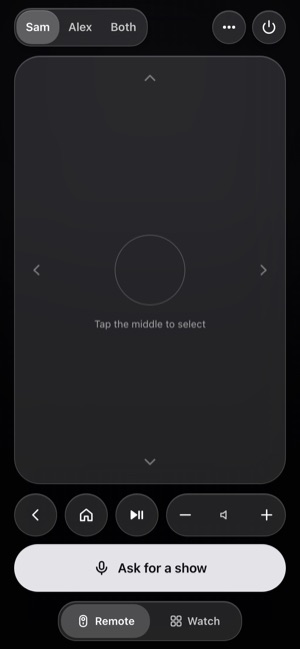 Sam Alex Both
Tap the middle to select
Ask for a show
Remote Watch